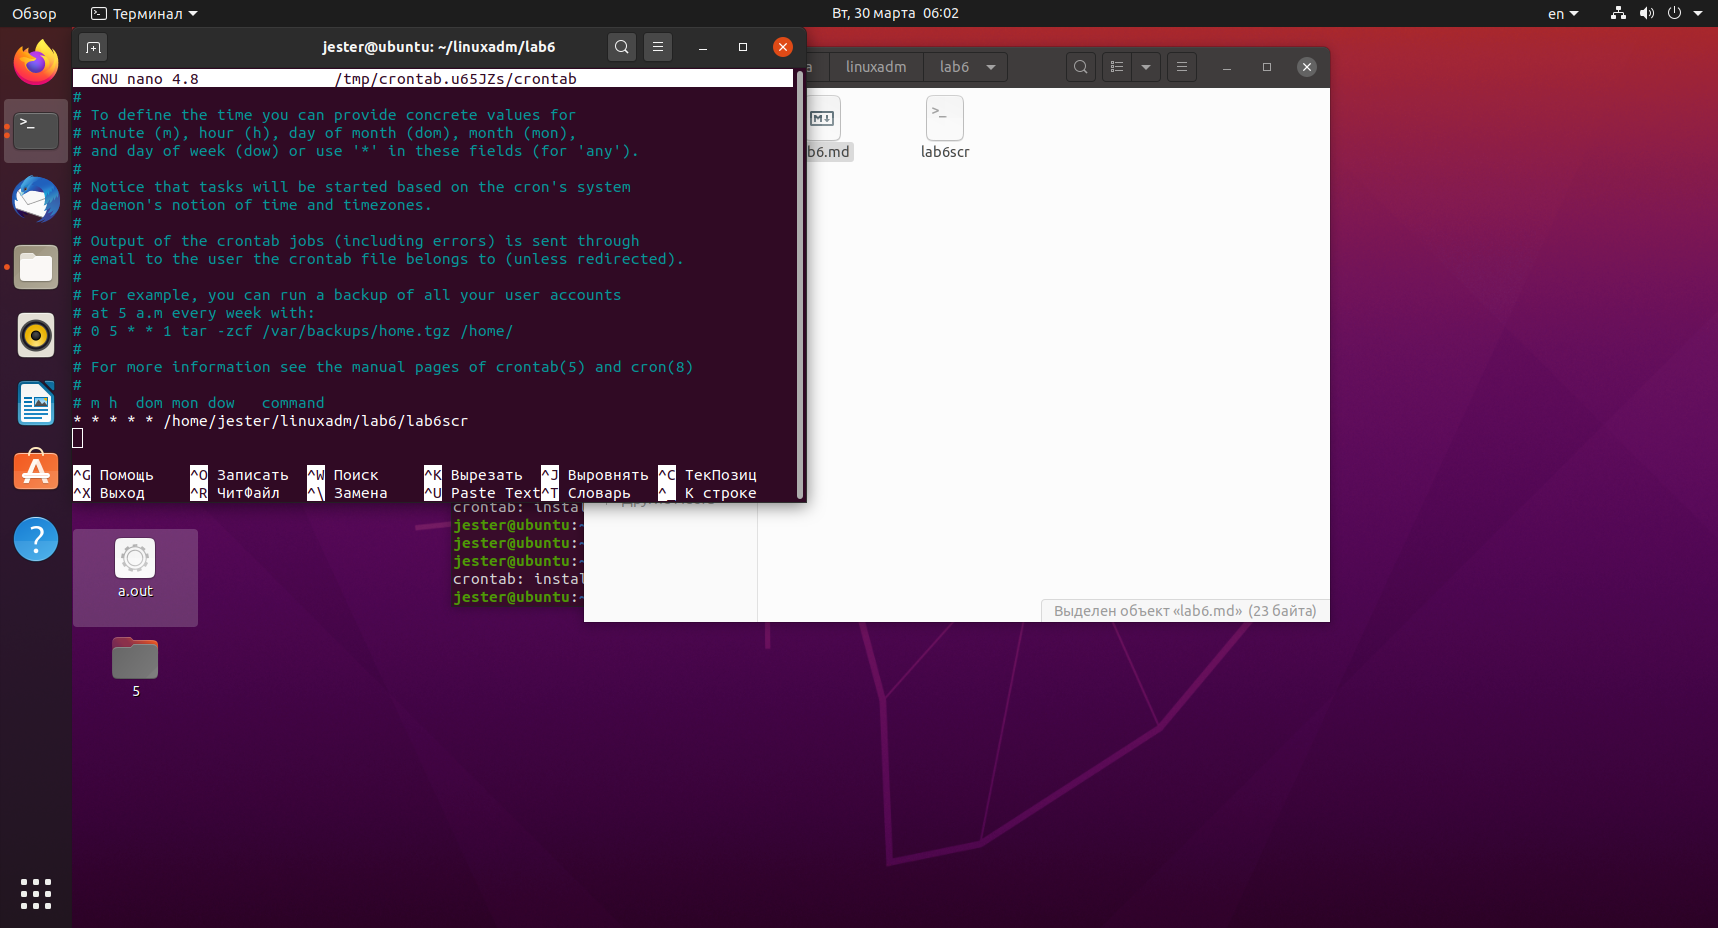 Обзор
Терминал
Вт, 30 марта 06:02
en
jester@ubuntu: ~/linuxadm/lab6
GNU nano 4.8 /tmp/crontab.u65JZs/crontab
#
# To define the time you can provide concrete values for
# minute (m), hour (h), day of month (dom), month (mon),
# and day of week (dow) or use '*' in these fields (for 'any').
#
# Notice that tasks will be started based on the cron's system
# daemon's notion of time and timezones.
#
# Output of the crontab jobs (including errors) is sent through
# email to the user the crontab file belongs to (unless redirected).
#
# For example, you can run a backup of all your user accounts
# at 5 a.m every week with:
# 0 5 * * 1 tar -zcf /var/backups/home.tgz /home/
#
# For more information see the manual pages of crontab(5) and cron(8)
#
# m h  dom mon dow   command
* * * * * /home/jester/linuxadm/lab6/lab6scr
^G Помощь ^O Записать ^W Поиск ^K Вырезать ^J Выровнять ^C ТекПозиц
^X Выход ^R ЧитФайл ^\ Замена ^U Paste Text ^T Словарь ^_ К строке
a linuxadm lab6
b6.md
lab6scr
crontab: instal
jester@ubuntu:~
jester@ubuntu:~
jester@ubuntu:~
crontab: instal
jester@ubuntu:~
Выделен объект «lab6.md» (23 байта)
a.out
5